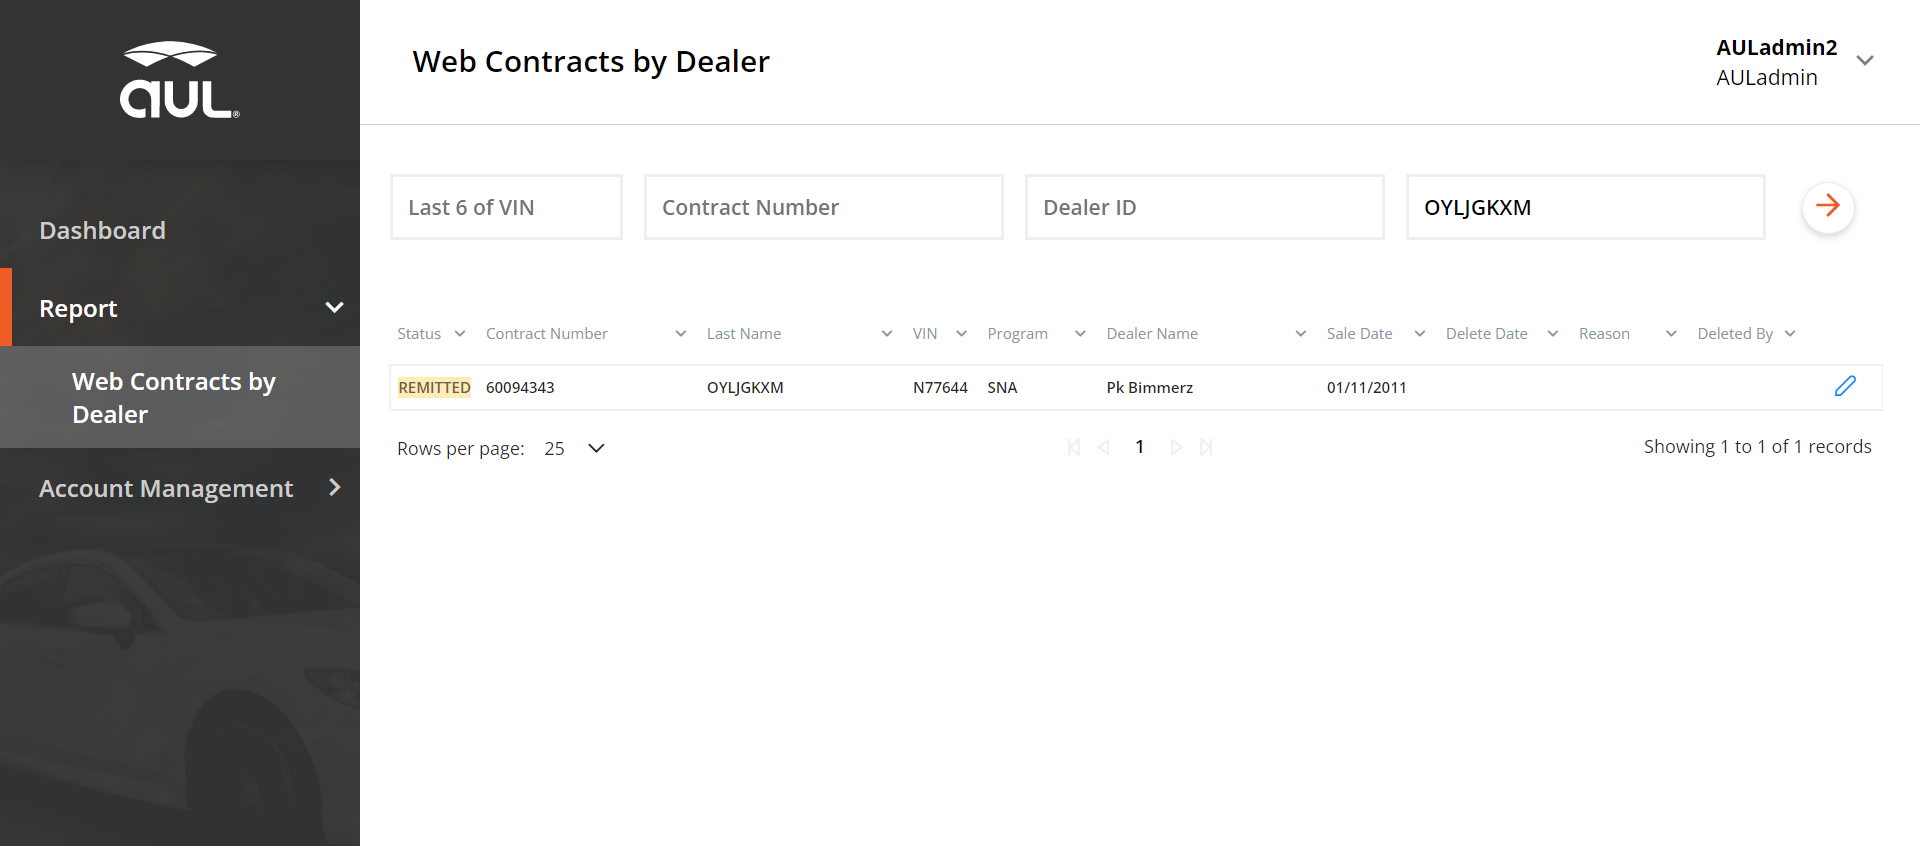 aul®
Dashboard
Report
Web Contracts by
Dealer
Account Management
Web Contracts by Dealer
AULadmin2
AULadmin
Last 6 of VIN
Contract Number
Dealer ID
OYLJGKXM
Status Contract Number Last Name VIN Program Dealer Name Sale Date Delete Date Reason Deleted By
REMITTED 60094343 OYLJGKXM N77644 SNA Pk Bimmerz 01/11/2011
Rows per page: 25 1 Showing 1 to 1 of 1 records